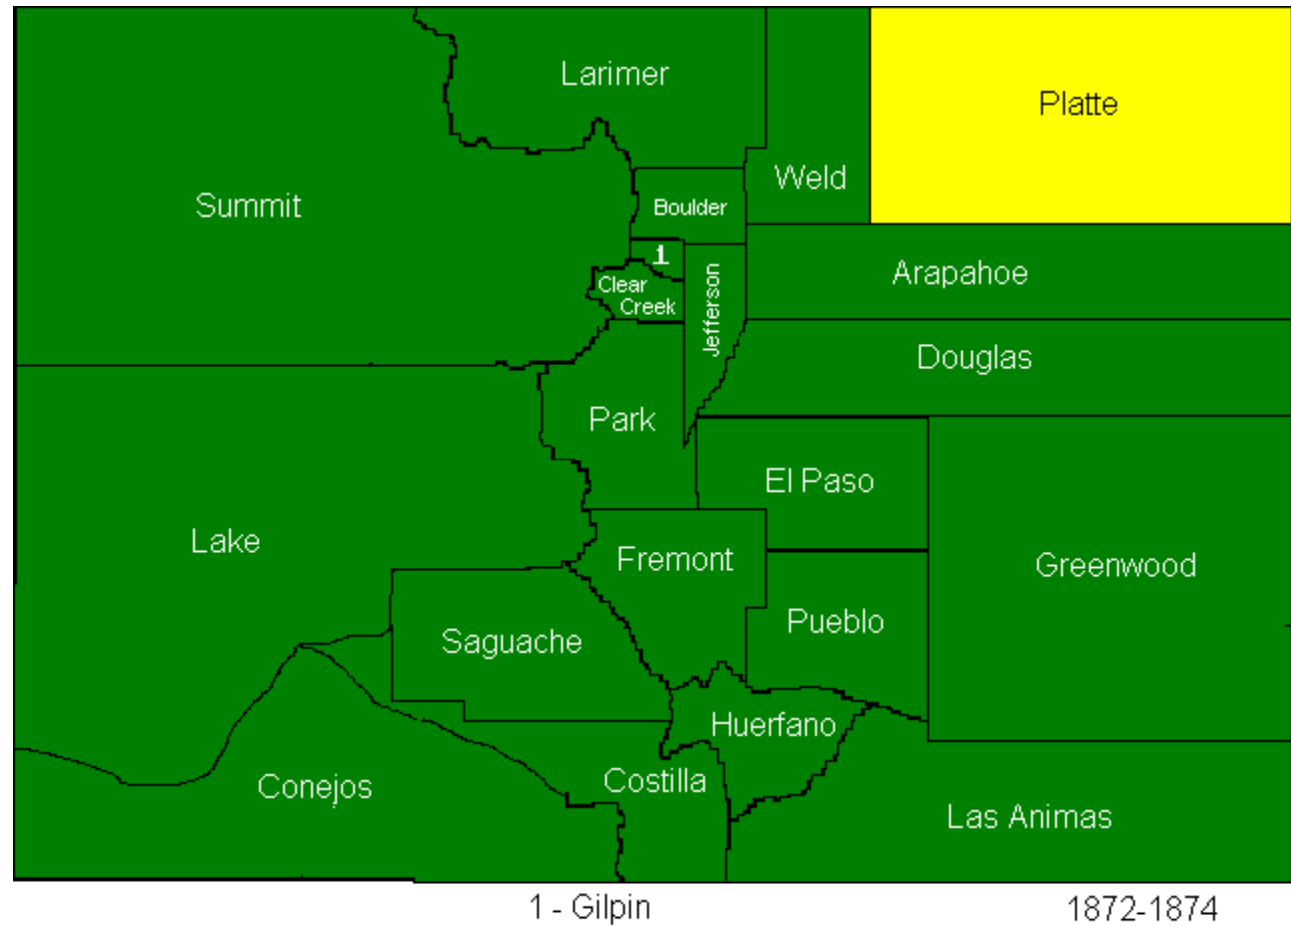 Larimer
Platte
Weld
Summit
Boulder
1
Clear
Creek
Jefferson
Arapahoe
Douglas
Park
El Paso
Lake
Fremont
Greenwood
Pueblo
Saguache
Huerfano
Conejos
Costilla
Las Animas
1 - Gilpin
1872-1874